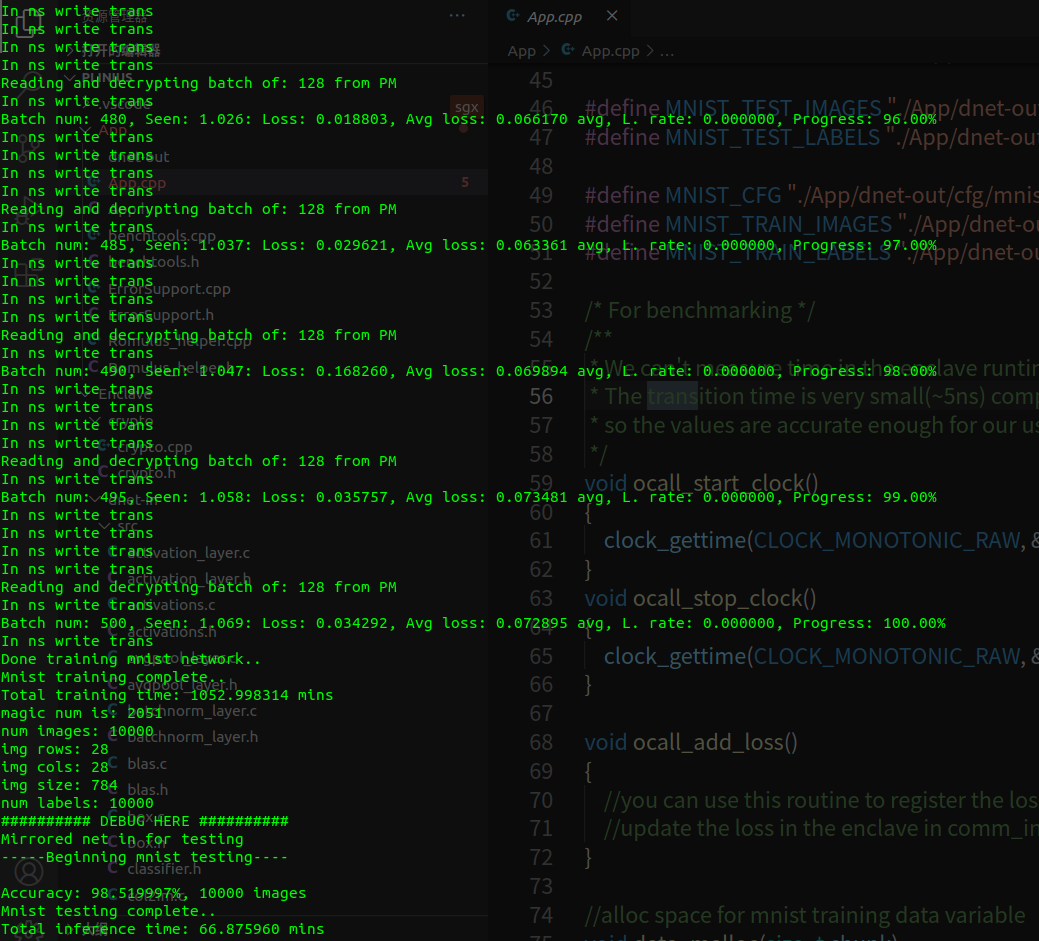 In ns write trans
In ns write trans
In ns write trans
In ns write trans
Reading and decrypting batch of: 128 from PM
In ns write trans
Batch num: 480, Seen: 1.026: Loss: 0.018803, Avg loss: 0.066170 avg, L. rate: 0.000000, Progress: 96.00%
In ns write trans
In ns write trans
In ns write trans
In ns write trans
Reading and decrypting batch of: 128 from PM
In ns write trans
Batch num: 485, Seen: 1.037: Loss: 0.029621, Avg loss: 0.063361 avg, L. rate: 0.000000, Progress: 97.00%
In ns write trans
In ns write trans
In ns write trans
In ns write trans
Reading and decrypting batch of: 128 from PM
In ns write trans
Batch num: 490, Seen: 1.047: Loss: 0.168260, Avg loss: 0.069894 avg, L. rate: 0.000000, Progress: 98.00%
In ns write trans
In ns write trans
In ns write trans
In ns write trans
Reading and decrypting batch of: 128 from PM
In ns write trans
Batch num: 495, Seen: 1.058: Loss: 0.035757, Avg loss: 0.073481 avg, L. rate: 0.000000, Progress: 99.00%
In ns write trans
In ns write trans
In ns write trans
In ns write trans
Reading and decrypting batch of: 128 from PM
In ns write trans
Batch num: 500, Seen: 1.069: Loss: 0.034292, Avg loss: 0.072895 avg, L. rate: 0.000000, Progress: 100.00%
In ns write trans
Done training mnist network..
Mnist training complete..
Total training time: 1052.998314 mins
magic num is: 2051
num images: 10000
img rows: 28
img cols: 28
img size: 784
num labels: 10000
########## DEBUG HERE ##########
Mirrored net in for testing
-----Beginning mnist testing----
Accuracy: 98.519997%, 10000 images
Mnist testing complete..
Total inference time: 66.875960 mins
资源管理器
打开的编辑器
PLINIUS
.vscode
sgx
App
dnet-out
App.cpp 5
benchtools.cpp
benchtools.h
ErrorSupport.cpp
ErrorSupport.h
Romulus_helper.cpp
Romulus_helper.h
Enclave
crypto
crypto.cpp
crypto.h
src
activation_layer.c
activation_layer.h
activations.c
activations.h
avgpool_layer.c
avgpool_layer.h
batchnorm_layer.c
batchnorm_layer.h
blas.c
blas.h
box.c
box.h
classifier.h
App.cpp
App > App.cpp > ...
45
46 #define MNIST_TEST_IMAGES "./App/dnet-ou
47 #define MNIST_TEST_LABELS "./App/dnet-ou
48
49 #define MNIST_CFG "./App/dnet-out/cfg/mnis
50 #define MNIST_TRAIN_IMAGES "./App/dnet-o
51 #define MNIST_TRAIN_LABELS "./App/dnet-o
52
53 /* For benchmarking */
54 /**
55 * We can't measure time in the enclave runtin
56 * The transition time is very small(~5ns) comp
57 * so the values are accurate enough for our us
58 */
59 void ocall_start_clock()
60 {
61 clock_gettime(CLOCK_MONOTONIC_RAW, &
62 }
63 void ocall_stop_clock()
64 {
65 clock_gettime(CLOCK_MONOTONIC_RAW, &
66 }
67
68 void ocall_add_loss()
69 {
70 //you can use this routine to register the los
71 //update the loss in the enclave in comm_in
72 }
73
74 //alloc space for mnist training data variable